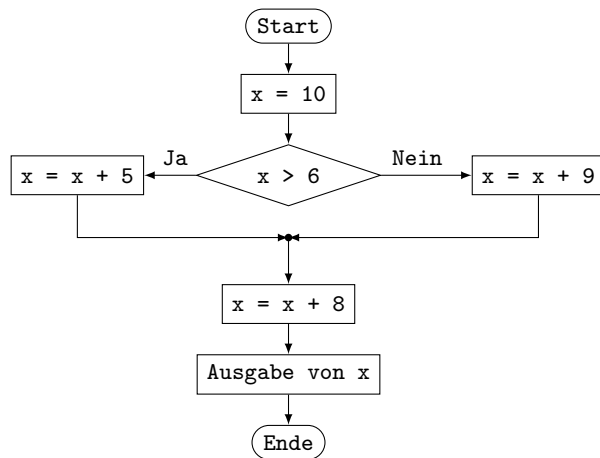 Start
x = 10
Ja
Nein
x = x + 5
x > 6
x = x + 9
x = x + 8
Ausgabe von x
Ende